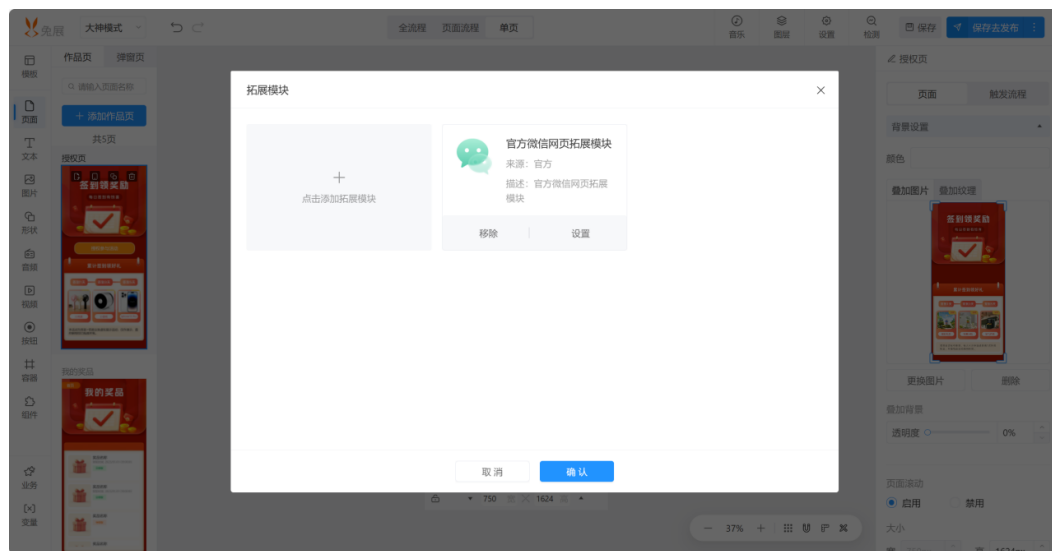 兔展
大神模式
全流程
页面流程
单页
音乐
图层
设置
检测
保存
保存去发布
模板
页面
文本
图片
形状
音频
视频
按钮
容器
组件
业务
变量
作品页
弹窗页
请输入页面名称
+ 添加作品页
共5页
授权页
签到领奖励
我的奖品
我的奖品
拓展模块
点击添加拓展模块
官方微信网页拓展模块
来源：官方
描述：官方微信网页拓展
模块
移除
设置
取消
确认
750
宽
1624
高
37%
授权页
页面
触发流程
背景设置
颜色
叠加图片
叠加纹理
签到领奖励
更换图片
删除
叠加背景
透明度
0%
页面滚动
启用
禁用
大小